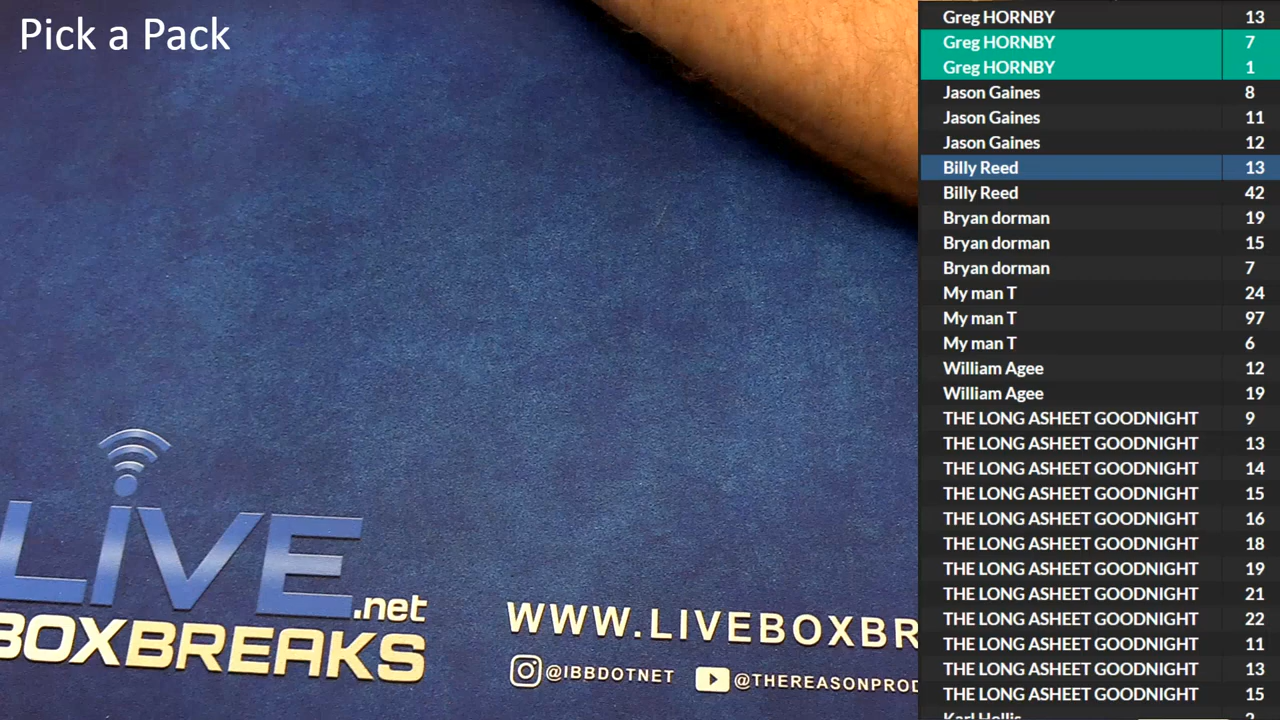 Pick a Pack
LiVE.net
BOXBREAKS
WWW.LIVEBOXBR
@IBBDOTNET
@THEREASONPROD
Greg HORNBY 13
Greg HORNBY 7
Greg HORNBY 1
Jason Gaines 8
Jason Gaines 11
Jason Gaines 12
Billy Reed 13
Billy Reed 42
Bryan dorman 19
Bryan dorman 15
Bryan dorman 7
My man T 24
My man T 97
My man T 6
William Agee 12
William Agee 19
THE LONG ASHEET GOODNIGHT 9
THE LONG ASHEET GOODNIGHT 13
THE LONG ASHEET GOODNIGHT 14
THE LONG ASHEET GOODNIGHT 15
THE LONG ASHEET GOODNIGHT 16
THE LONG ASHEET GOODNIGHT 18
THE LONG ASHEET GOODNIGHT 19
THE LONG ASHEET GOODNIGHT 21
THE LONG ASHEET GOODNIGHT 22
THE LONG ASHEET GOODNIGHT 11
THE LONG ASHEET GOODNIGHT 13
THE LONG ASHEET GOODNIGHT 15
Karl Hollis 2